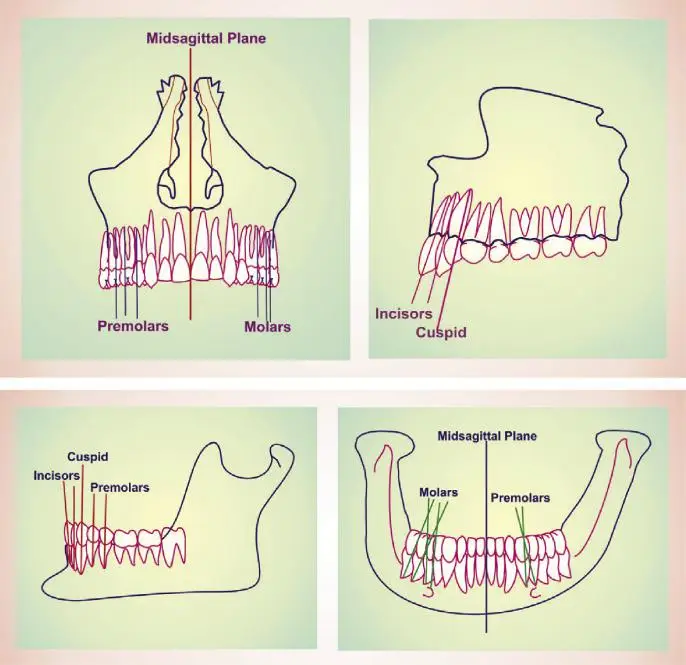 Midsagittal Plane
Premolars
Molars
Incisors
Cuspid
Cuspid
Incisors
Premolars
Midsagittal Plane
Molars
Premolars